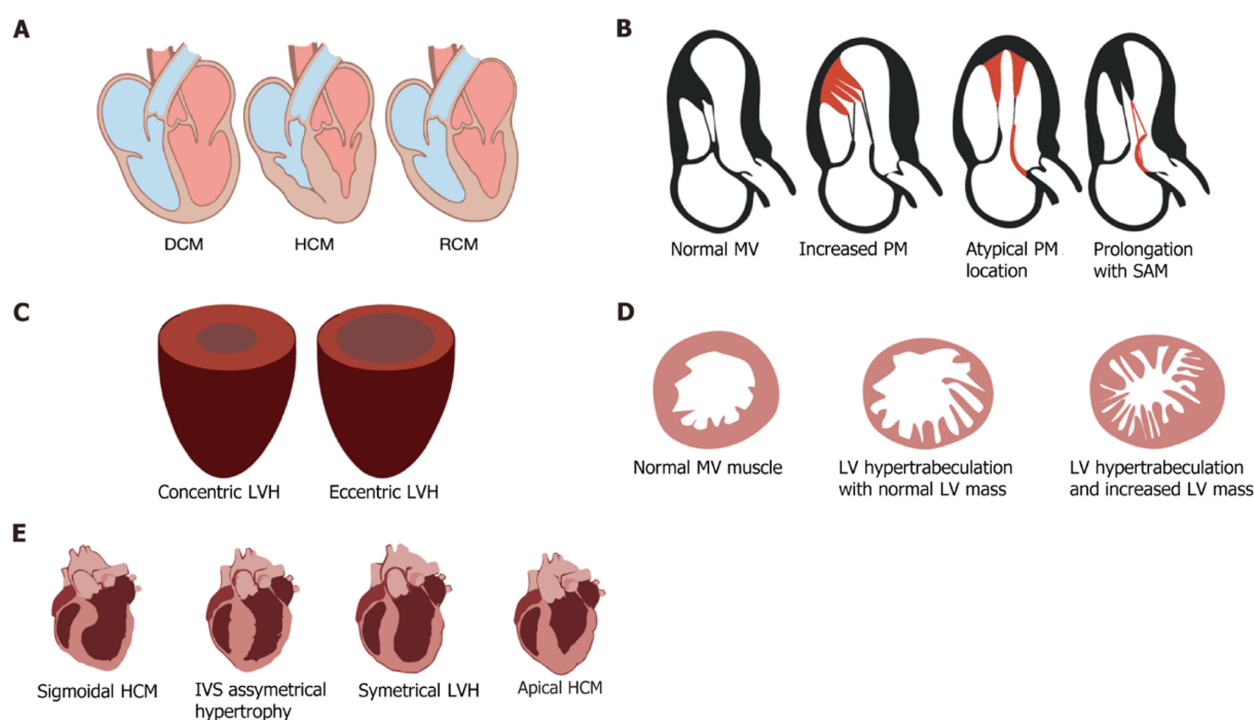 A
DCM
HCM
RCM
B
Normal MV
Increased PM
Atypical PM
location
Prolongation
with SAM
C
Concentric LVH
Eccentric LVH
D
Normal MV muscle
LV hypertrabeculation
with normal LV mass
LV hypertrabeculation
and increased LV mass
E
Sigmoidal HCM
IVS assymetrical
hypertrophy
Symetrical LVH
Apical HCM